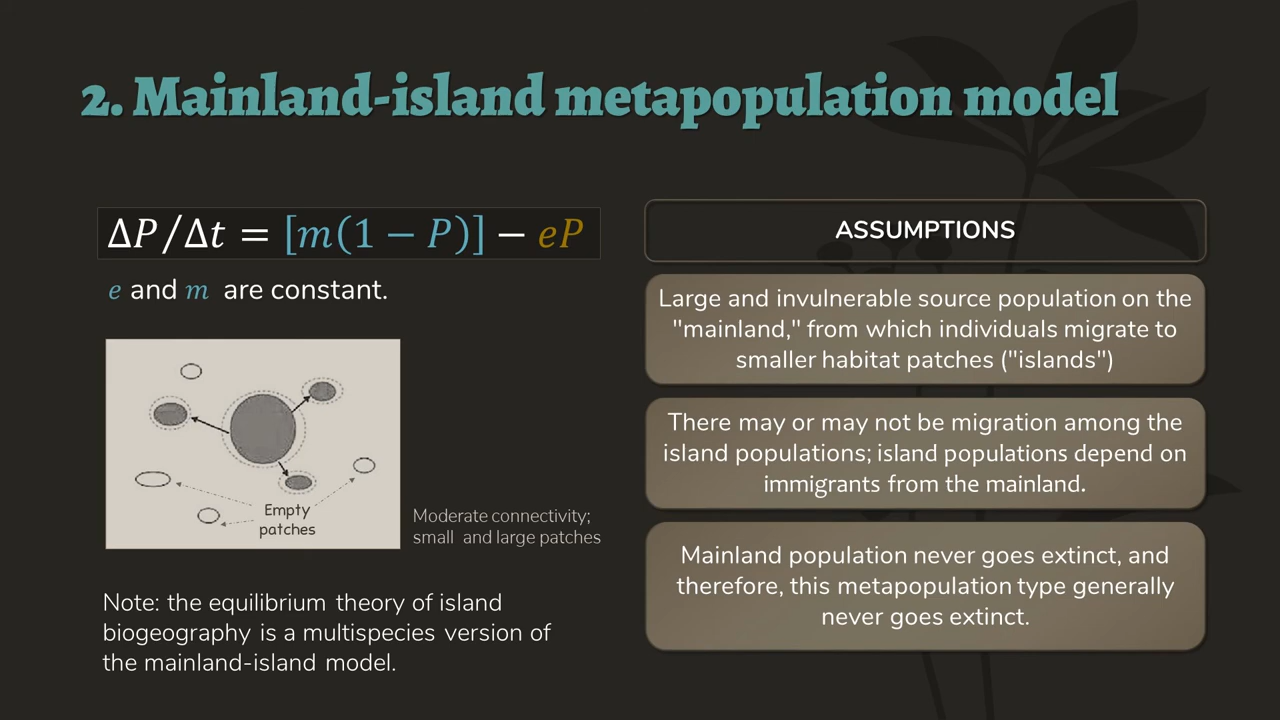 2. Mainland-island metapopulation model
ΔP/Δt = [m(1 − P)] − eP
e and m are constant.
Empty
patches
Moderate connectivity;
small and large patches
Note: the equilibrium theory of island
biogeography is a multispecies version of
the mainland-island model.
ASSUMPTIONS
Large and invulnerable source population on the
"mainland," from which individuals migrate to
smaller habitat patches ("islands")
There may or may not be migration among the
island populations; island populations depend on
immigrants from the mainland.
Mainland population never goes extinct, and
therefore, this metapopulation type generally
never goes extinct.